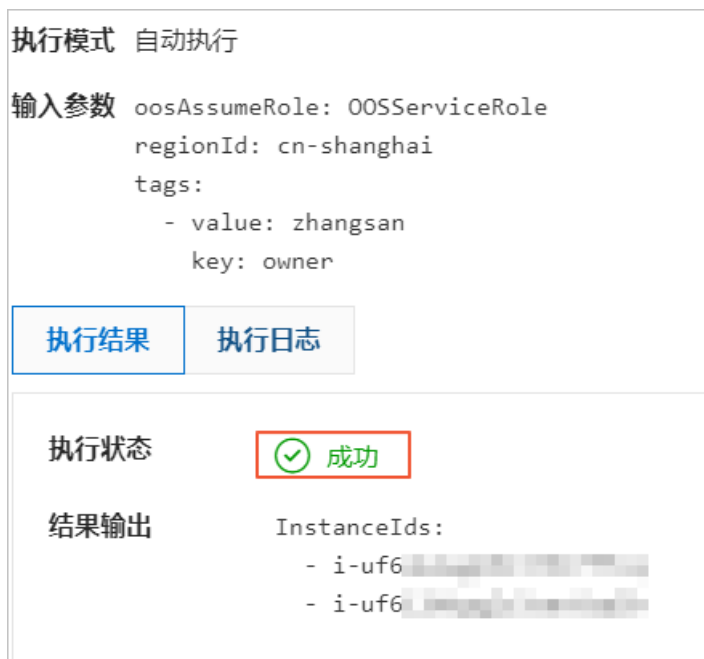 执行模式 自动执行
输入参数 oosAssumeRole: OOSServiceRole
regionId: cn-shanghai
tags:
- value: zhangsan
key: owner
执行结果 执行日志
执行状态 成功
结果输出 InstanceIds:
- i-uf6
- i-uf6